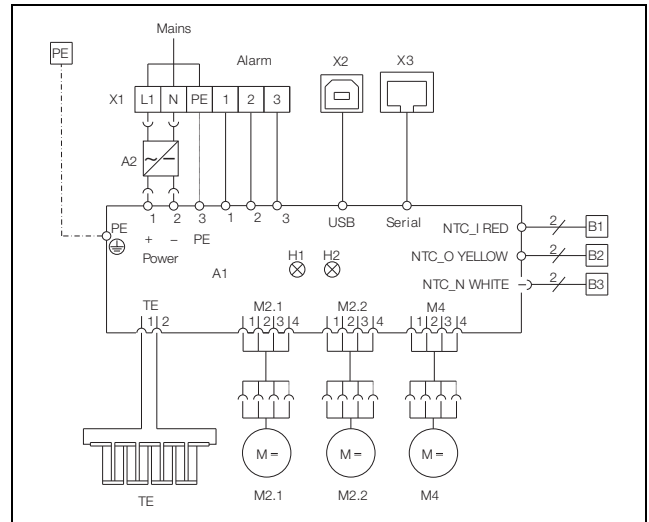 Mains
PE
Alarm
X2
X3
X1 L1 N PE 1 2 3
A2
PE
1 2 3 1 2 3
USB
Serial
+ − PE
Power
A1
H1 H2
NTC_I RED 2 B1
NTC_O YELLOW 2 B2
NTC_N WHITE 2 B3
TE
1 2
M2.1
1 2 3 4
M2.2
1 2 3 4
M4
1 2 3 4
M = M = M =
TE
M2.1
M2.2
M4